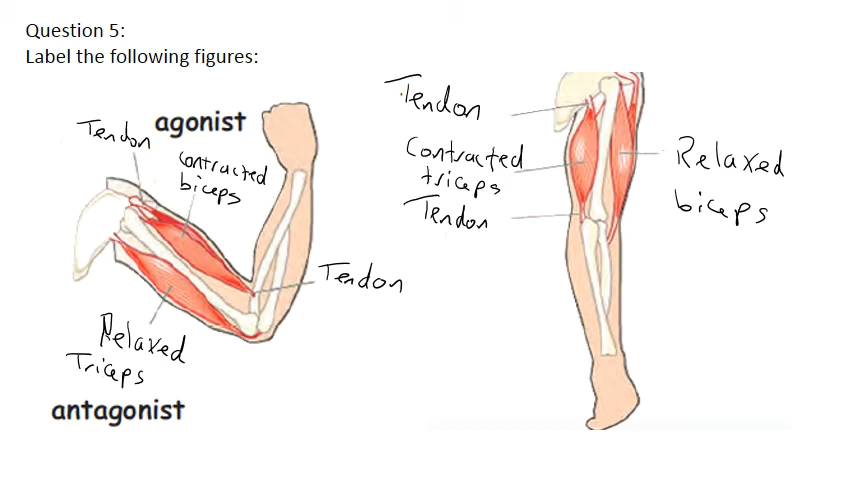 Question 5:
Label the following figures:
Tendon
agonist
Contracted
biceps
Tendon
Relaxed
Triceps
antagonist
Tendon
Contracted
triceps
Tendon
Relaxed
biceps